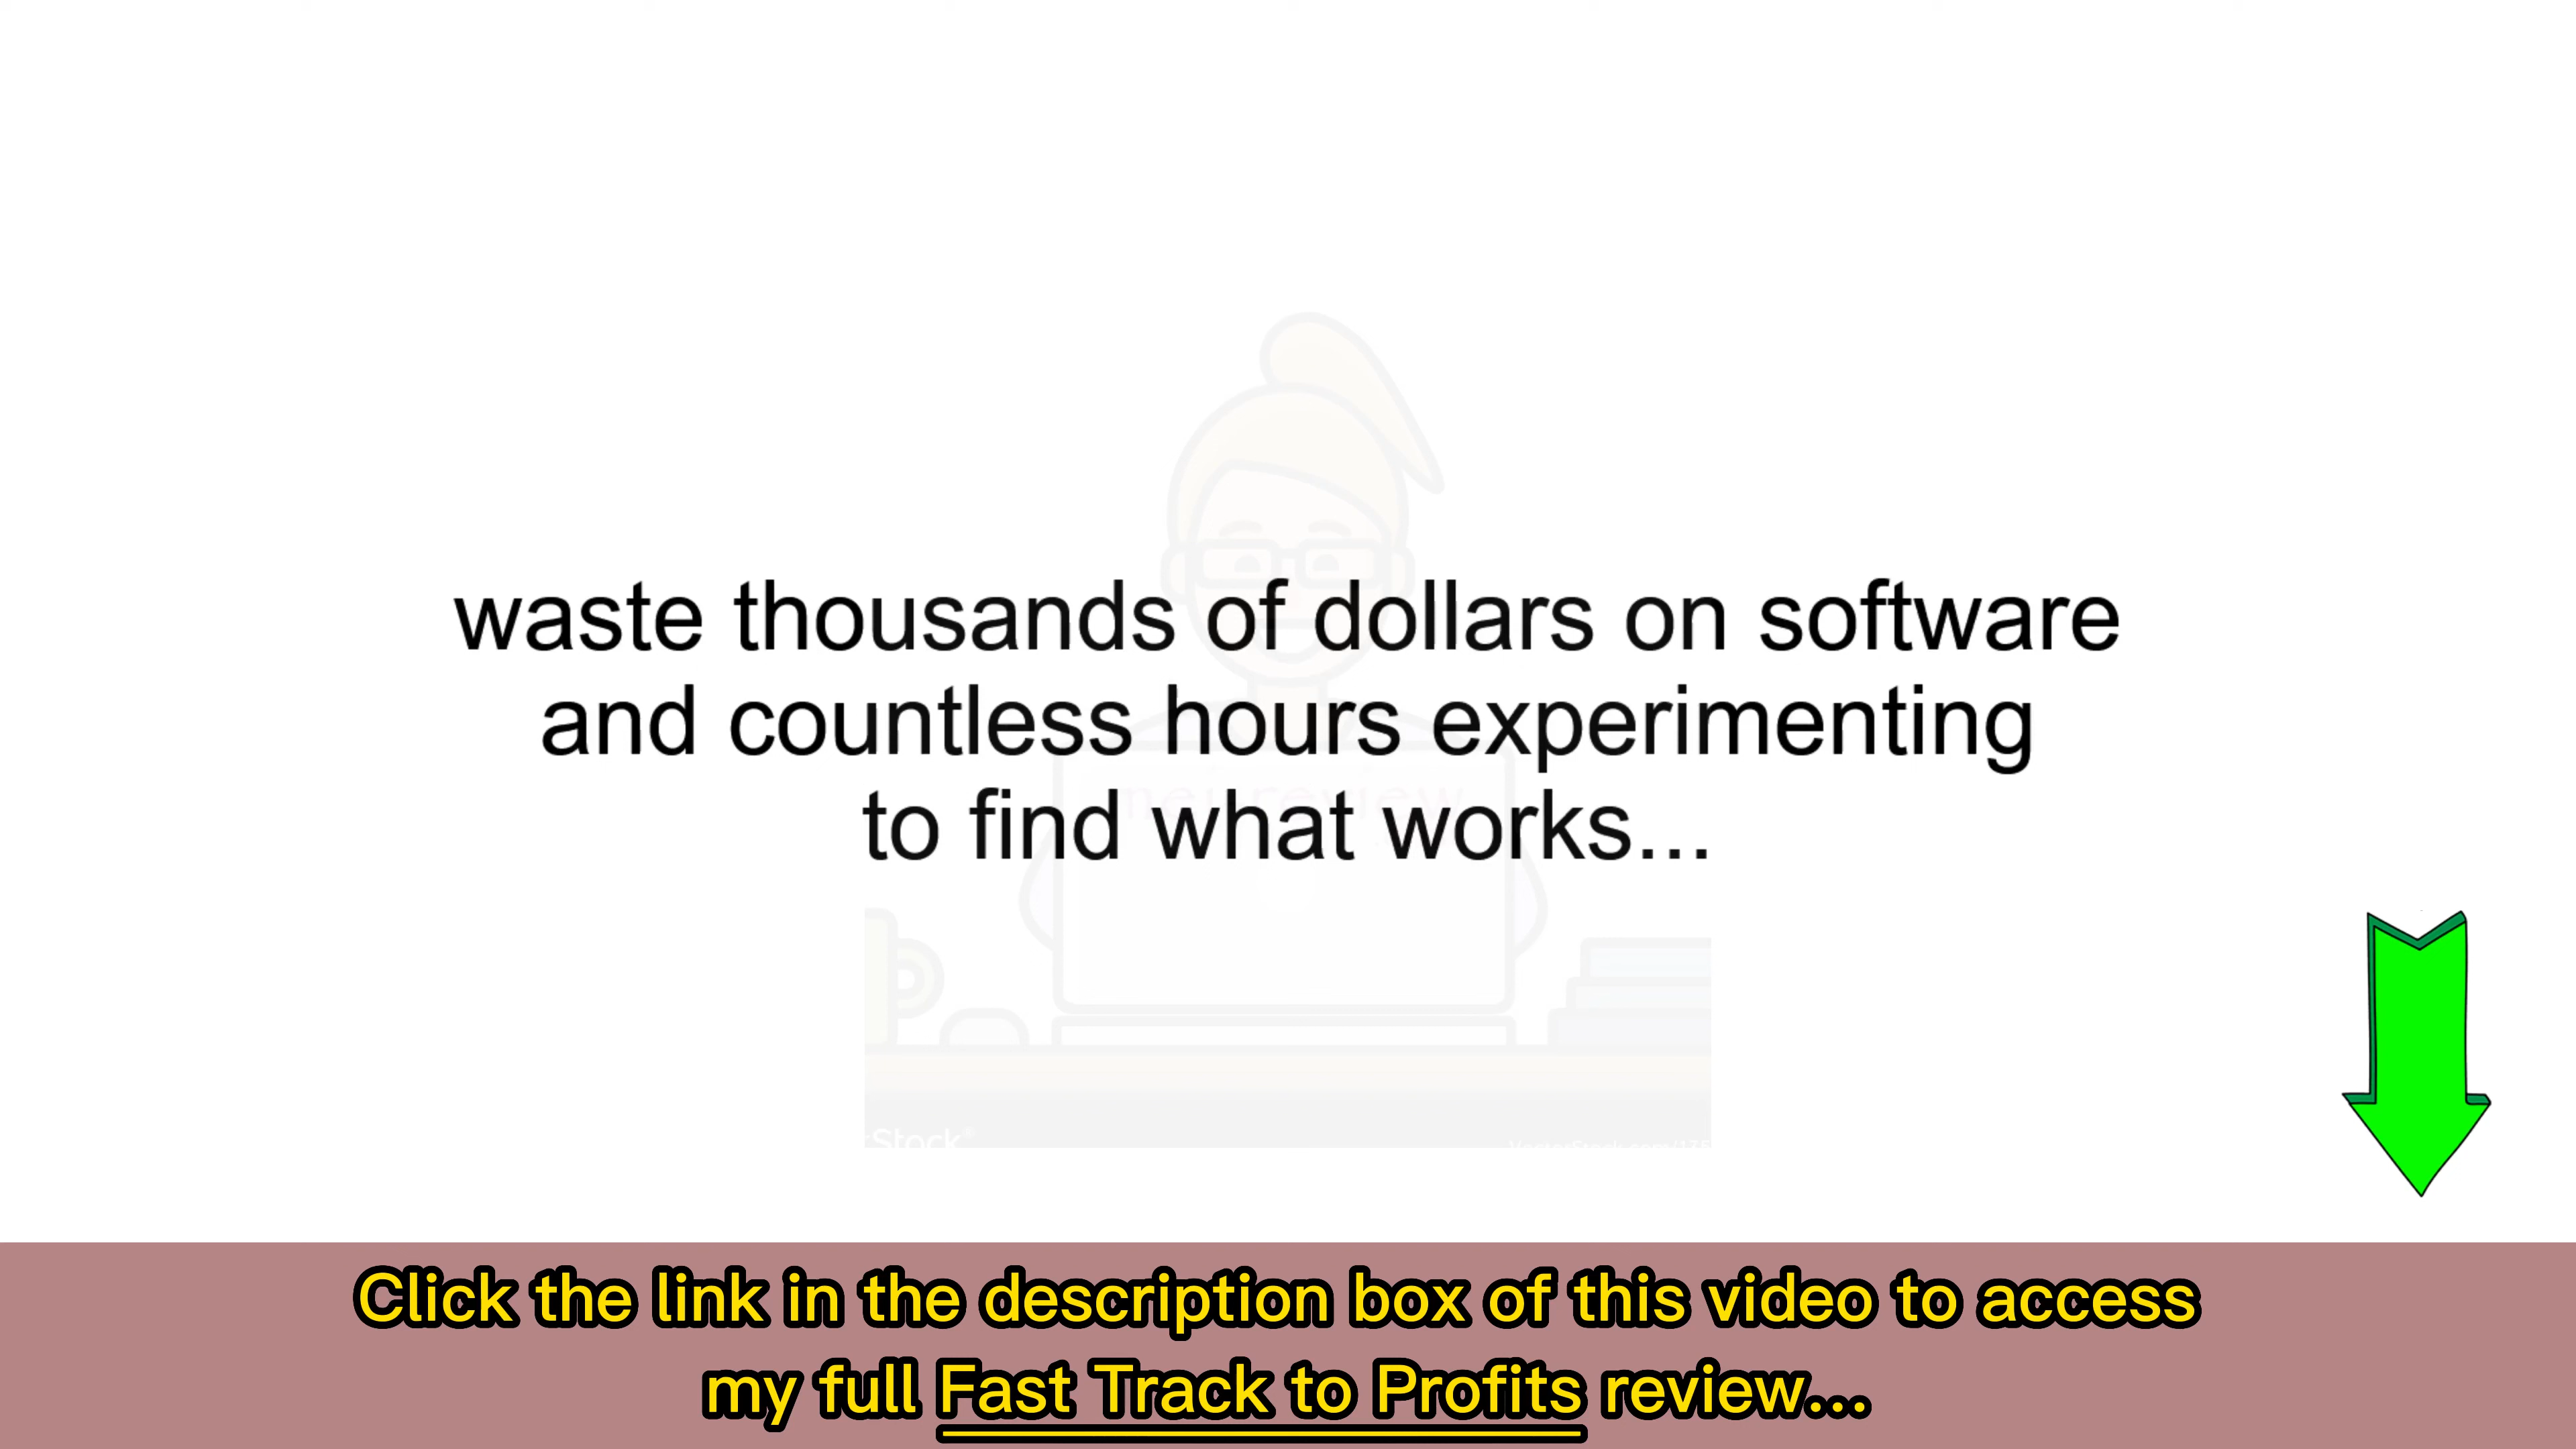 waste thousands of dollars on software
and countless hours experimenting
to find what works...
Click the link in the description box of this video to access
my full Fast Track to Profits review...